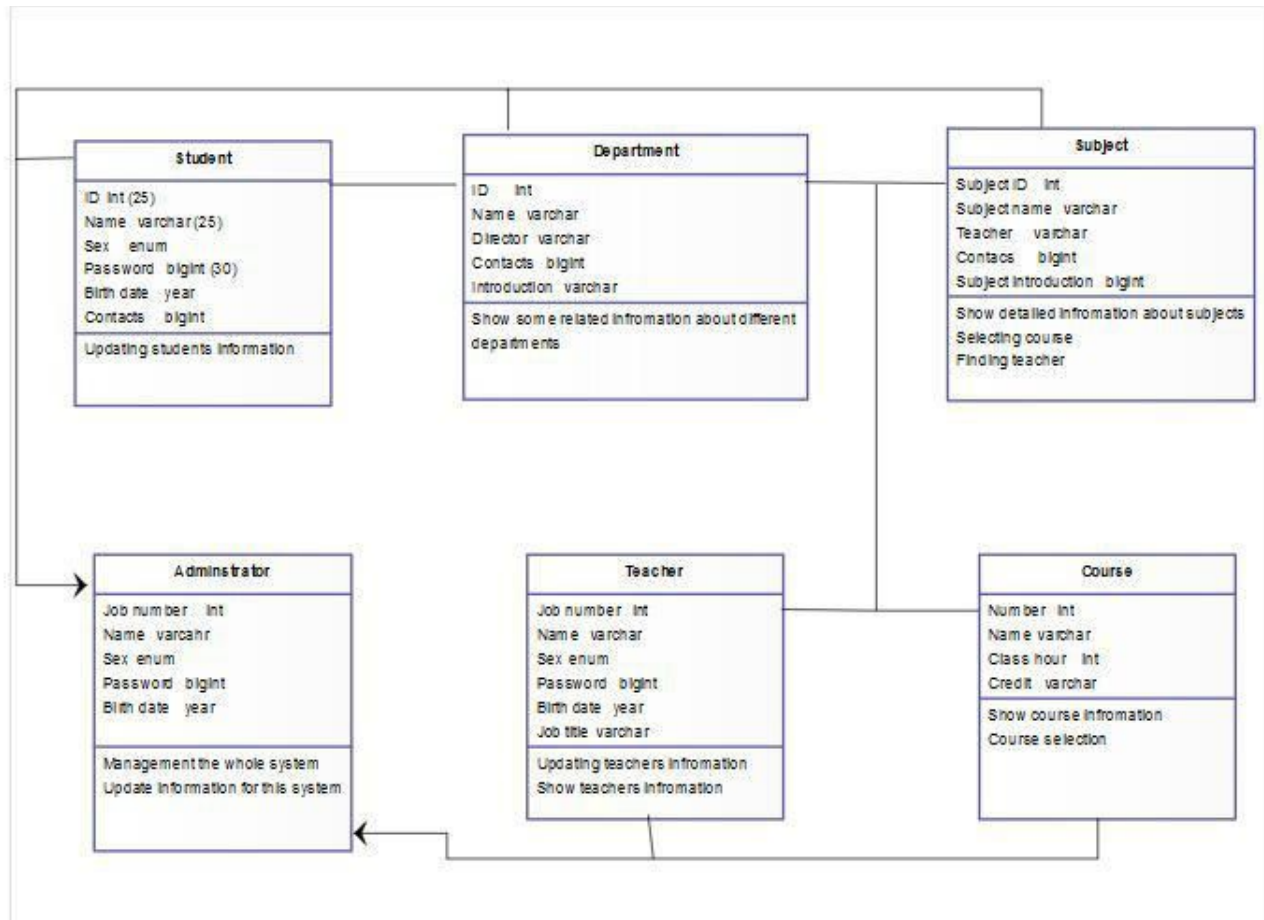 Student
ID int (25)
Name varchar (25)
Sex enum
Password bigint (30)
Birth date year
Contacts bigint
Updating students information
Department
ID int
Name varchar
Director varchar
Contacts bigint
Introduction varchar
Show some related infromation about different
departments
Subject
Subject ID int
Subject name varchar
Teacher varchar
Contacs bigint
Subject introduction bigint
Show detailed infromation about subjects
Selecting course
Finding teacher
Adminstrator
Job number int
Name varcahr
Sex enum
Password bigint
Birth date year
Management the whole system
Update information for this system
Teacher
Job number int
Name varchar
Sex enum
Password bigint
Birth date year
Job title varchar
Updating teachers infromation
Show teachers infromation
Course
Number int
Name varchar
Class hour int
Credit varchar
Show course infromation
Course selection